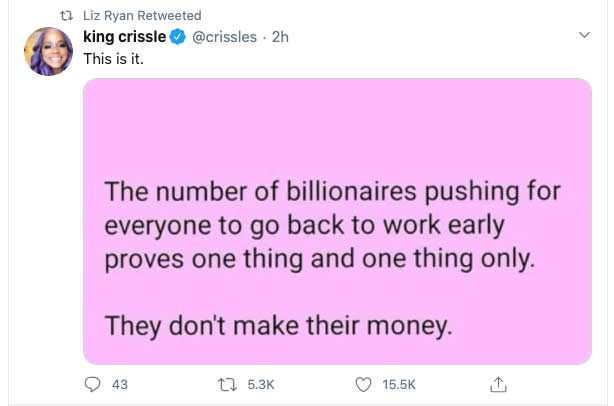 Liz Ryan Retweeted
king crissle @crissles · 2h
This is it.
The number of billionaires pushing for
everyone to go back to work early
proves one thing and one thing only.
They don't make their money.
43 5.3K 15.5K